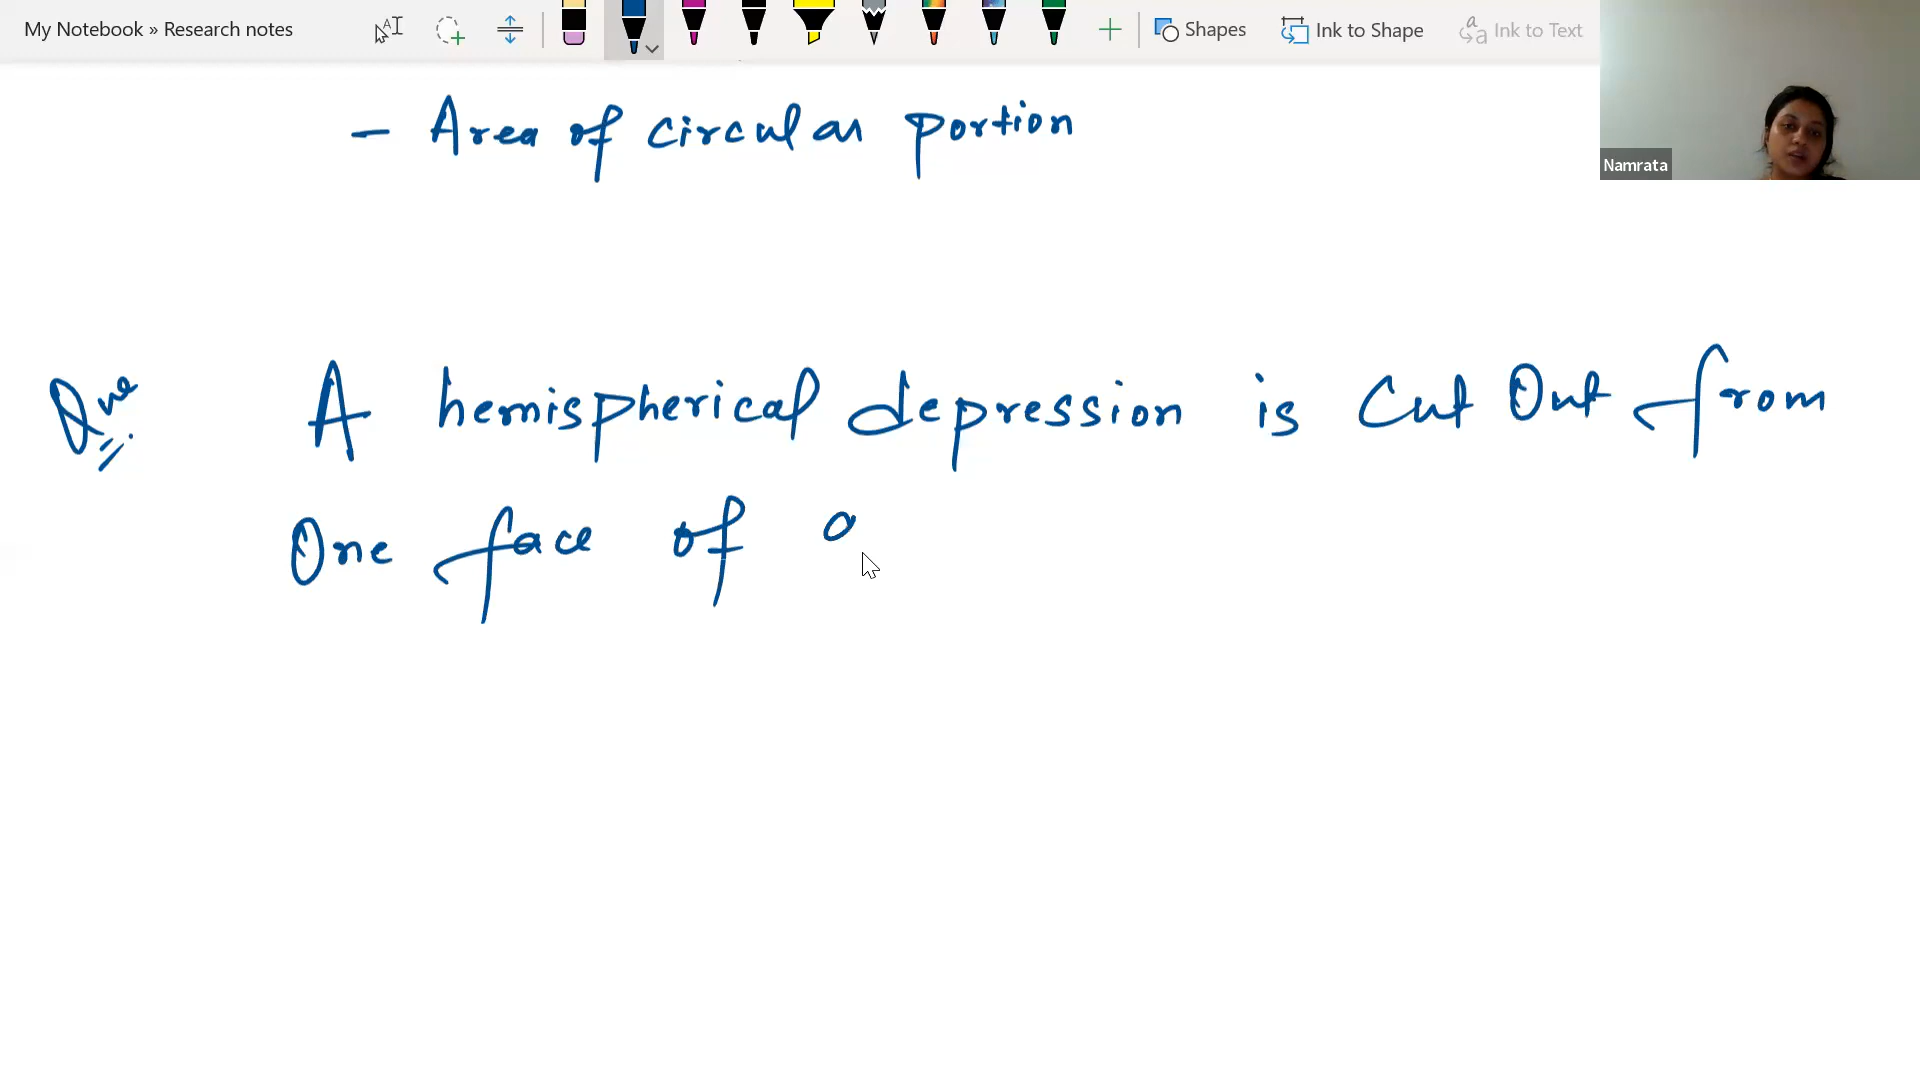 My Notebook » Research notes
Shapes
Ink to Shape
Ink to Text
Namrata
- Area of circular portion
Que A hemispherical depression is Cut Out from
One face of a